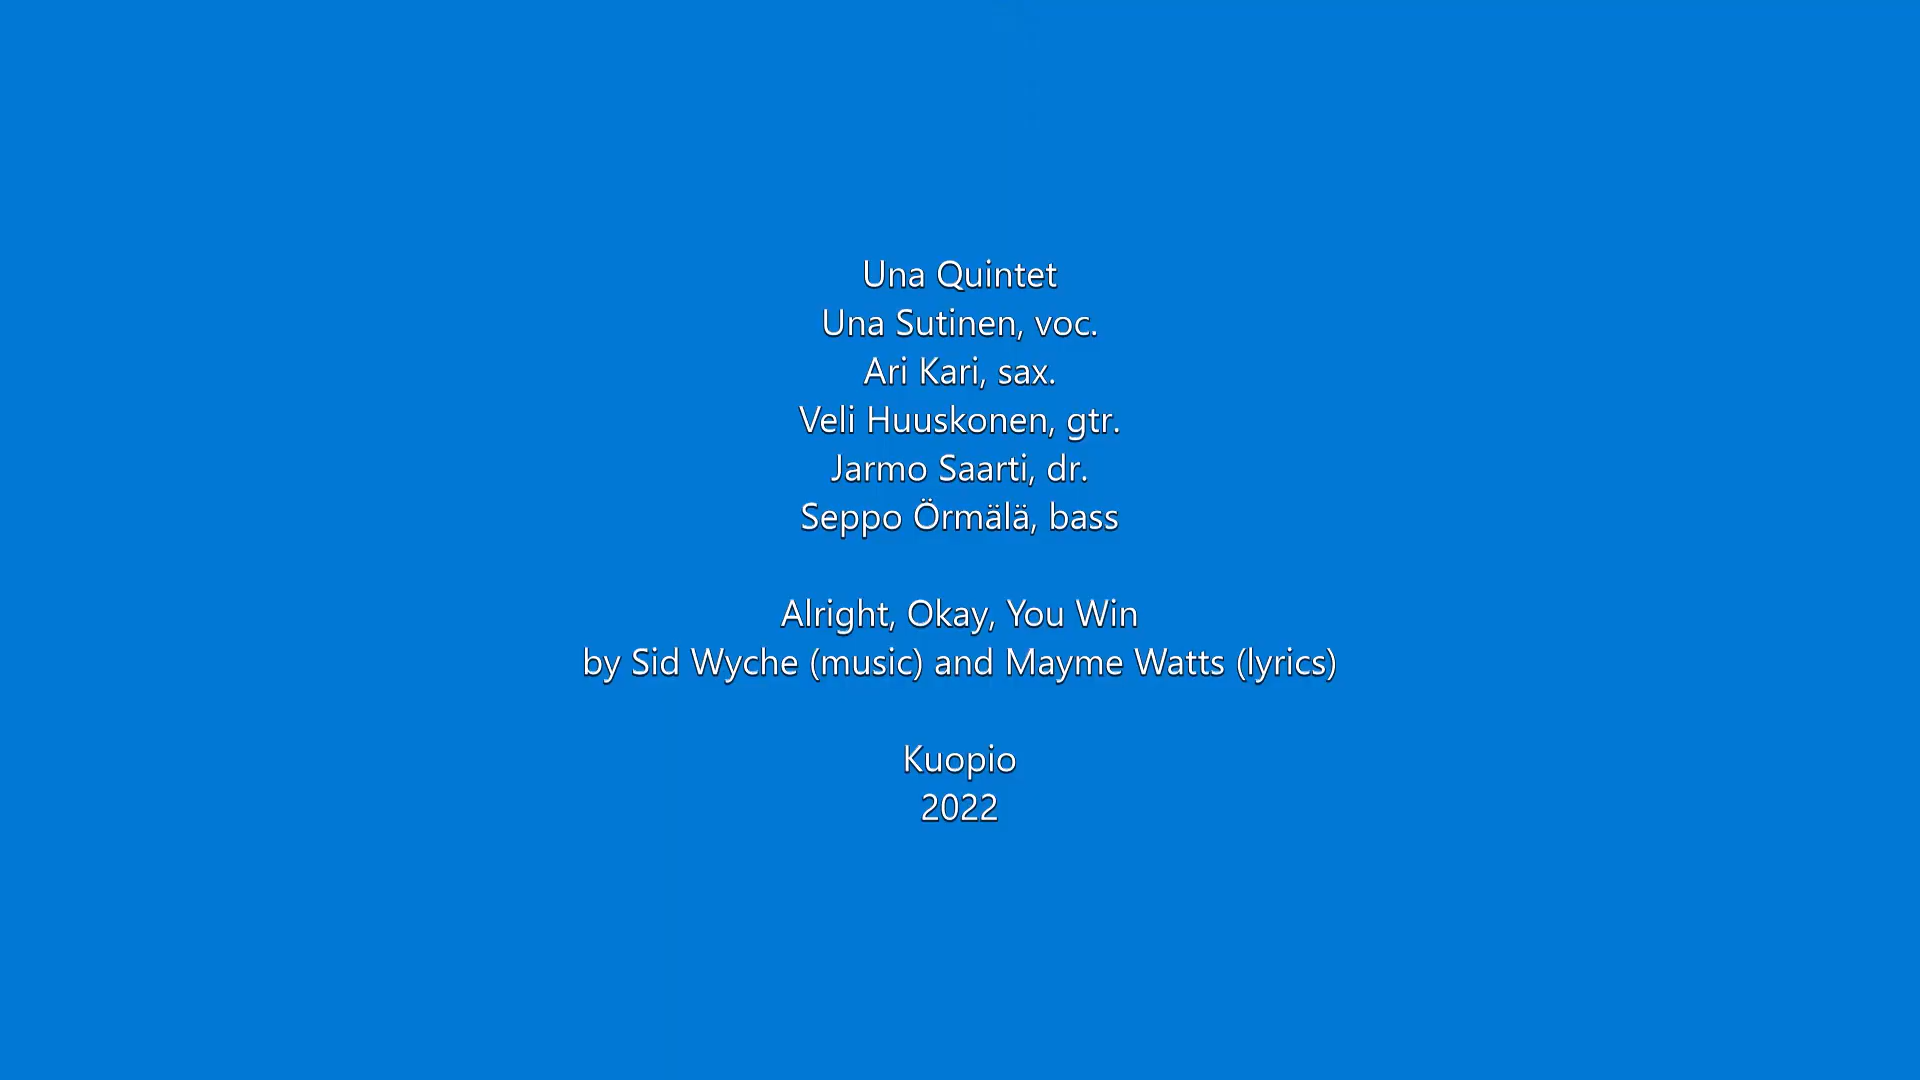 Una Quintet
Una Sutinen, voc.
Ari Kari, sax.
Veli Huuskonen, gtr.
Jarmo Saarti, dr.
Seppo Örmälä, bass
Alright, Okay, You Win
by Sid Wyche (music) and Mayme Watts (lyrics)
Kuopio
2022